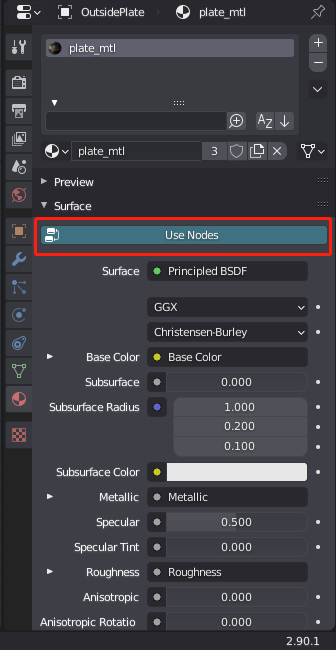 OutsidePlate plate_mtl
plate_mtl
AZ
plate_mtl 3
Preview
Surface
Use Nodes
Surface Principled BSDF
GGX
Christensen-Burley
Base Color Base Color
Subsurface 0.000
Subsurface Radius 1.000
0.200
0.100
Subsurface Color
Metallic Metallic
Specular 0.500
Specular Tint 0.000
Roughness Roughness
Anisotropic 0.000
Anisotropic Rotatio 0.000
2.90.1